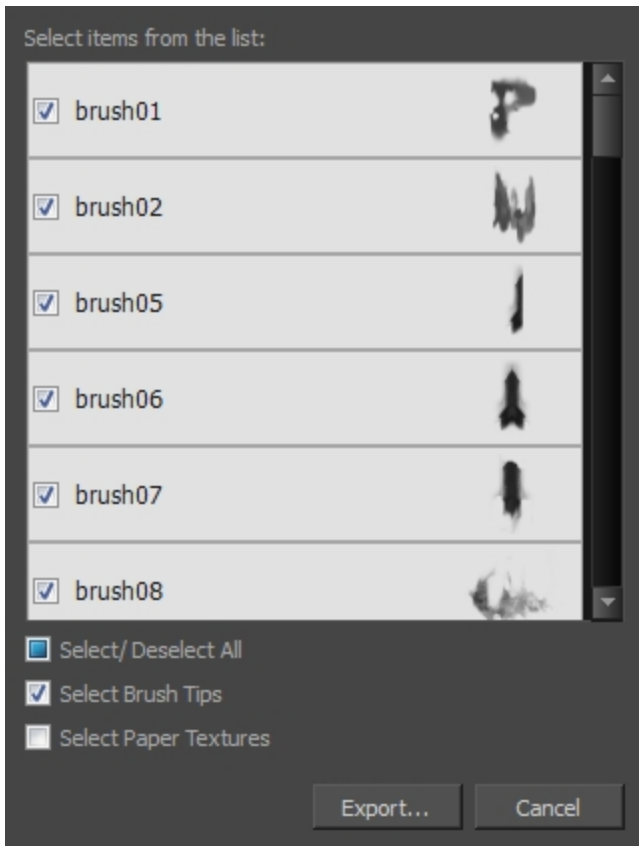 Select items from the list:
brush01
brush02
brush05
brush06
brush07
brush08
Select/ Deselect All
Select Brush Tips
Select Paper Textures
Export... Cancel